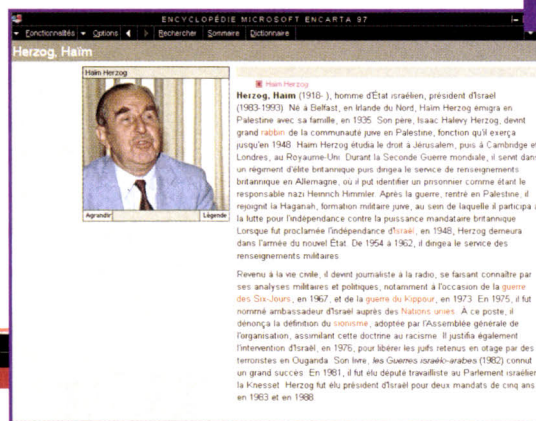 ENCYCLOPÉDIE MICROSOFT ENCARTA 97
Fonctionnalités Options Rechercher Sommaire Dictionnaire
Herzog, Haïm
Haïm Herzog
Agrandir Légende
Haïm Herzog
Herzog, Haïm (1918- ), homme d'État israélien, président d'Israël
(1983-1993). Né à Belfast, en Irlande du Nord, Haïm Herzog émigra en
Palestine avec sa famille, en 1935. Son père, Isaac Halevy Herzog, devint
grand rabbin de la communauté juive en Palestine, fonction qu'il exerça
jusqu'en 1948. Haïm Herzog étudia le droit à Jérusalem, puis à Cambridge et
Londres, au Royaume-Uni. Durant la Seconde Guerre mondiale, il servit dans
un régiment d'élite britannique puis dirigea le service de renseignements
britannique en Allemagne, où il put identifier un prisonnier comme étant le
responsable nazi Heinrich Himmler. Après la guerre, rentré en Palestine, il
rejoignit la Haganah, formation militaire juive, au sein de laquelle il participa à
la lutte pour l'indépendance contre la puissance mandataire britannique.
Lorsque fut proclamée l'indépendance d'Israël, en 1948, Herzog demeura
dans l'armée du nouvel État. De 1954 à 1962, il dirigea le service des
renseignements militaires.
Revenu à la vie civile, il devint journaliste à la radio, se faisant connaître par
ses analyses militaires et politiques, notamment à l'occasion de la guerre
des Six-Jours, en 1967, et de la guerre du Kippour, en 1973. En 1975, il fut
nommé ambassadeur d'Israël auprès des Nations unies. À ce poste, il
dénonça la définition du sionisme, adoptée par l'Assemblée générale de
l'organisation, assimilant cette doctrine au racisme. Il justifia également
l'intervention d'Israël, en 1976, pour libérer les juifs retenus en otage par des
terroristes en Ouganda. Son livre, les Guerres israélo-arabes (1982) connut
un grand succès. En 1981, il fut élu député travailliste au Parlement israélien,
la Knesset. Herzog fut élu président d'Israël pour deux mandats de cinq ans,
en 1983 et en 1988.